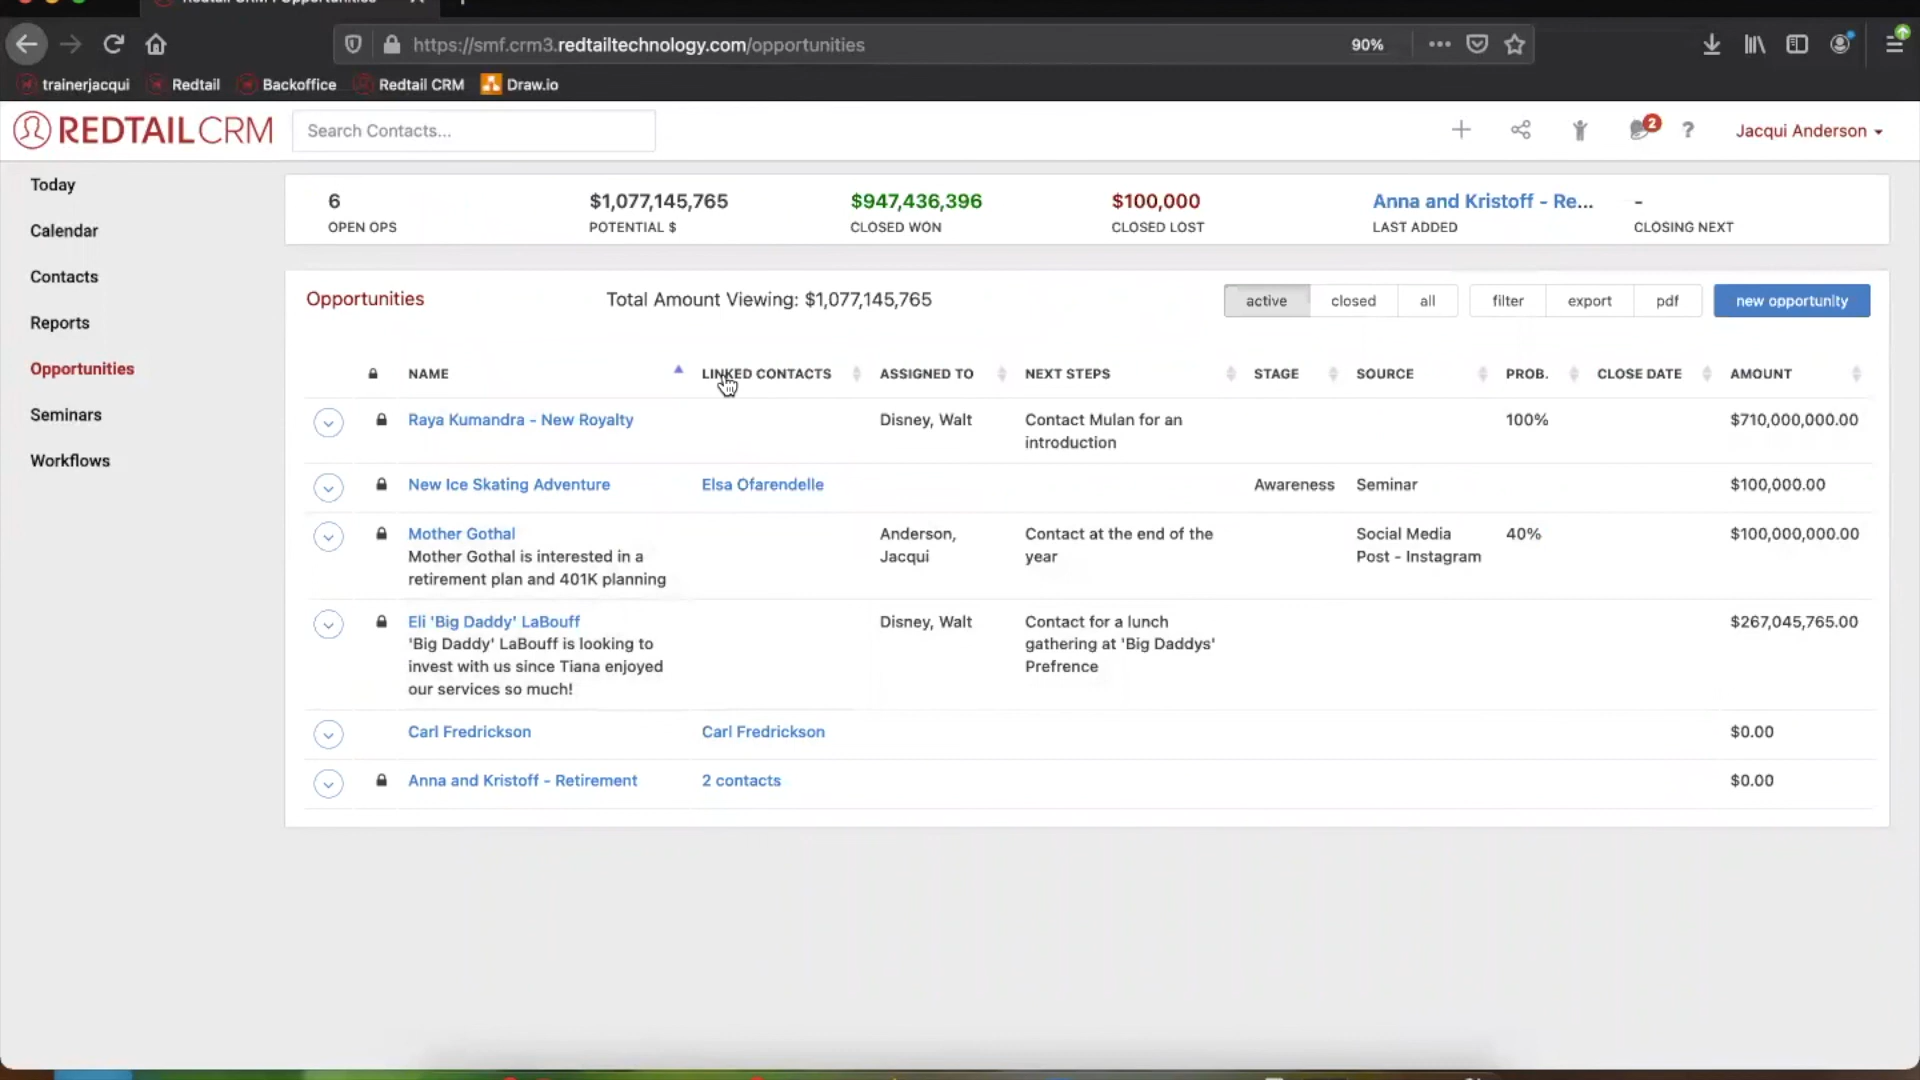 https://smf.crm3.redtailtechnology.com/opportunities 90%
trainerjacqui Redtail Backoffice Redtail CRM Draw.io
REDTAILCRM Search Contacts... 2 ? Jacqui Anderson
Today
Calendar
Contacts
Reports
Opportunities
Seminars
Workflows
6 $1,077,145,765 $947,436,396 $100,000 Anna and Kristoff - Re... -
OPEN OPS POTENTIAL $ CLOSED WON CLOSED LOST LAST ADDED CLOSING NEXT
Opportunities Total Amount Viewing: $1,077,145,765 active closed all filter export pdf new opportunity
NAME LINKED CONTACTS ASSIGNED TO NEXT STEPS STAGE SOURCE PROB. CLOSE DATE AMOUNT
Raya Kumandra - New Royalty Disney, Walt Contact Mulan for an 100% $710,000,000.00
introduction
New Ice Skating Adventure Elsa Ofarendelle Awareness Seminar $100,000.00
Mother Gothal Anderson, Contact at the end of the Social Media 40% $100,000,000.00
Mother Gothal is interested in a Jacqui year Post - Instagram
retirement plan and 401K planning
Eli 'Big Daddy' LaBouff Disney, Walt Contact for a lunch $267,045,765.00
'Big Daddy' LaBouff is looking to gathering at 'Big Daddys'
invest with us since Tiana enjoyed Prefrence
our services so much!
Carl Fredrickson Carl Fredrickson $0.00
Anna and Kristoff - Retirement 2 contacts $0.00